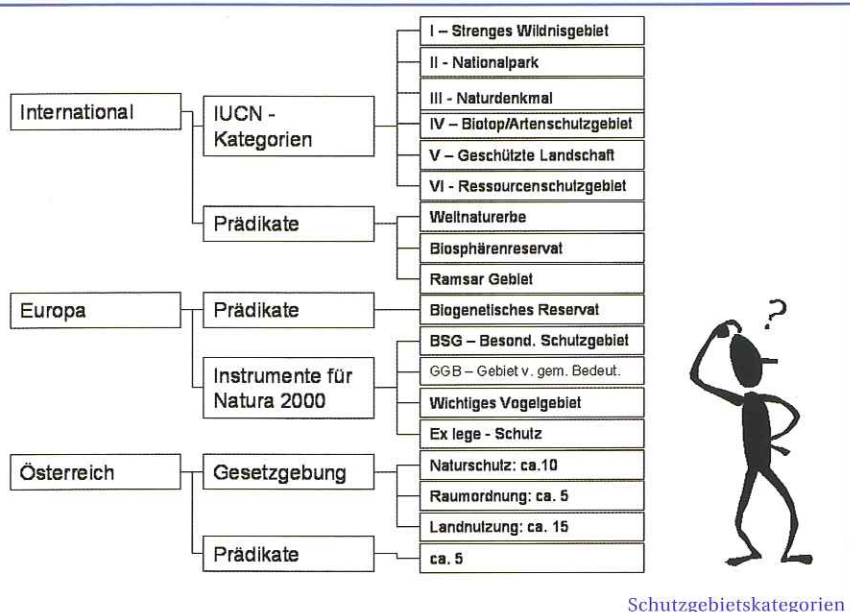 I – Strenges Wildnisgebiet
II - Nationalpark
International
IUCN -
Kategorien
III - Naturdenkmal
IV – Biotop/Artenschutzgebiet
V – Geschützte Landschaft
VI - Ressourcenschutzgebiet
Prädikate
Weltnaturerbe
Biosphärenreservat
Ramsar Gebiet
Europa
Prädikate
Biogenetisches Reservat
Instrumente für
Natura 2000
BSG – Besond. Schutzgebiet
GGB – Gebiet v. gem. Bedeut.
Wichtiges Vogelgebiet
Ex lege - Schutz
Österreich
Gesetzgebung
Naturschutz: ca.10
Raumordnung: ca. 5
Landnutzung: ca. 15
Prädikate
ca. 5
?
Schutzgebietskategorien